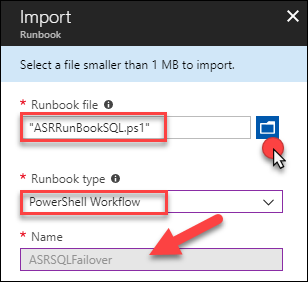 Import
Runbook
Select a file smaller than 1 MB to import.
* Runbook file
"ASRRunBookSQL.ps1"
* Runbook type
PowerShell Workflow
* Name
ASRSQLFailover